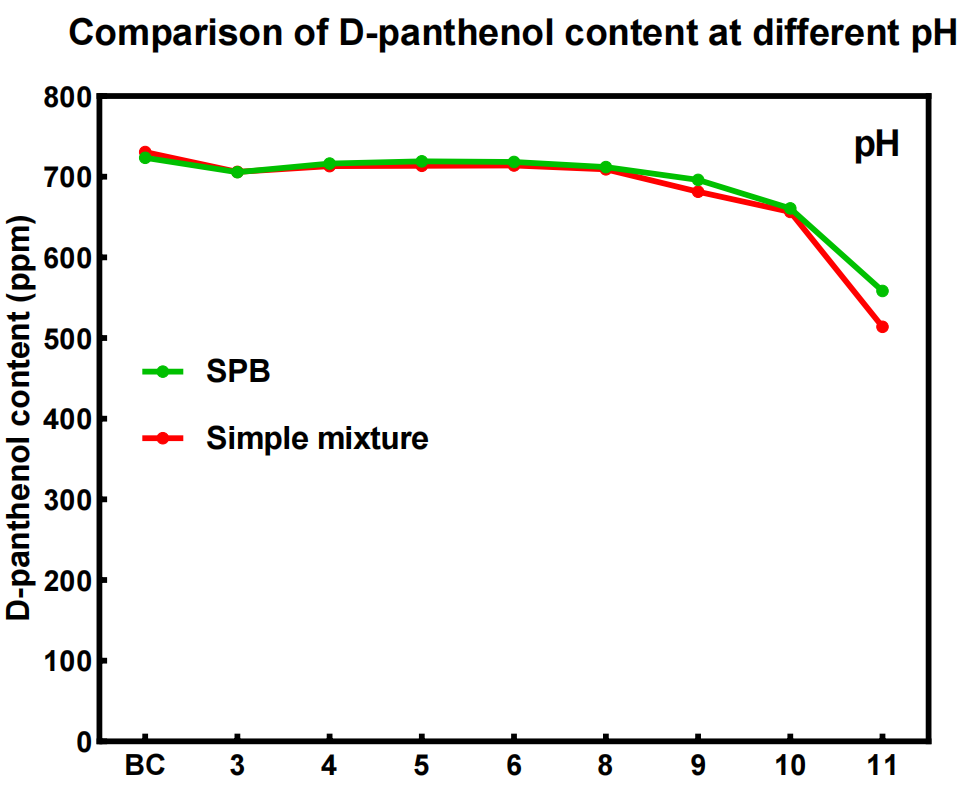 Comparison of D-panthenol content at different pH
800
pH
700
600
500
400
300
200
100
0
D-panthenol content (ppm)
SPB
Simple mixture
BC 3 4 5 6 8 9 10 11